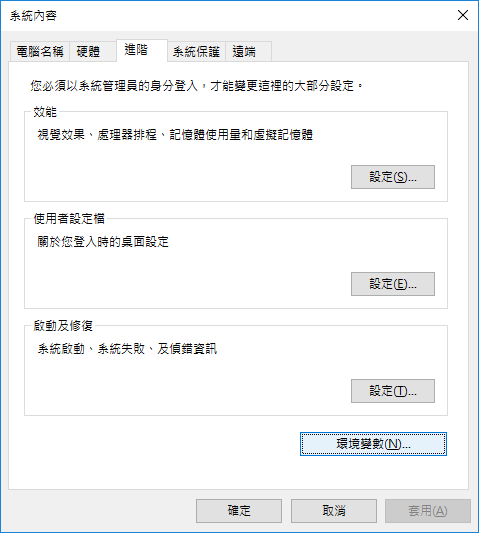 系統內容
電腦名稱 硬體 進階 系統保護 遠端
您必須以系統管理員的身分登入，才能變更這裡的大部分設定。
效能
視覺效果、處理器排程、記憶體使用量和虛擬記憶體
設定(S)...
使用者設定檔
關於您登入時的桌面設定
設定(E)...
啟動及修復
系統啟動、系統失敗、及偵錯資訊
設定(T)...
環境變數(N)...
確定 取消 套用(A)